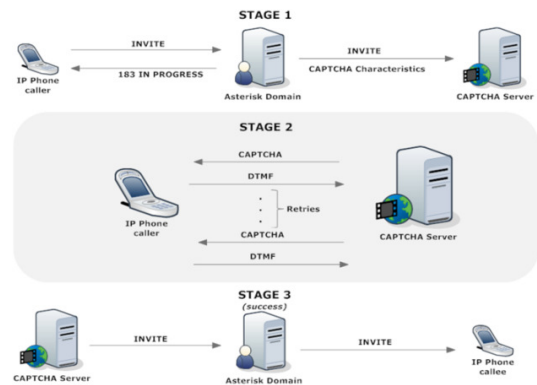 STAGE 1
INVITE
183 IN PROGRESS
IP Phone
caller
Asterisk Domain
INVITE
CAPTCHA Characteristics
CAPTCHA Server
STAGE 2
CAPTCHA
DTMF
.
.
.
Retries
CAPTCHA
DTMF
IP Phone
caller
CAPTCHA Server
STAGE 3
(success)
CAPTCHA Server
INVITE
Asterisk Domain
INVITE
IP Phone
callee